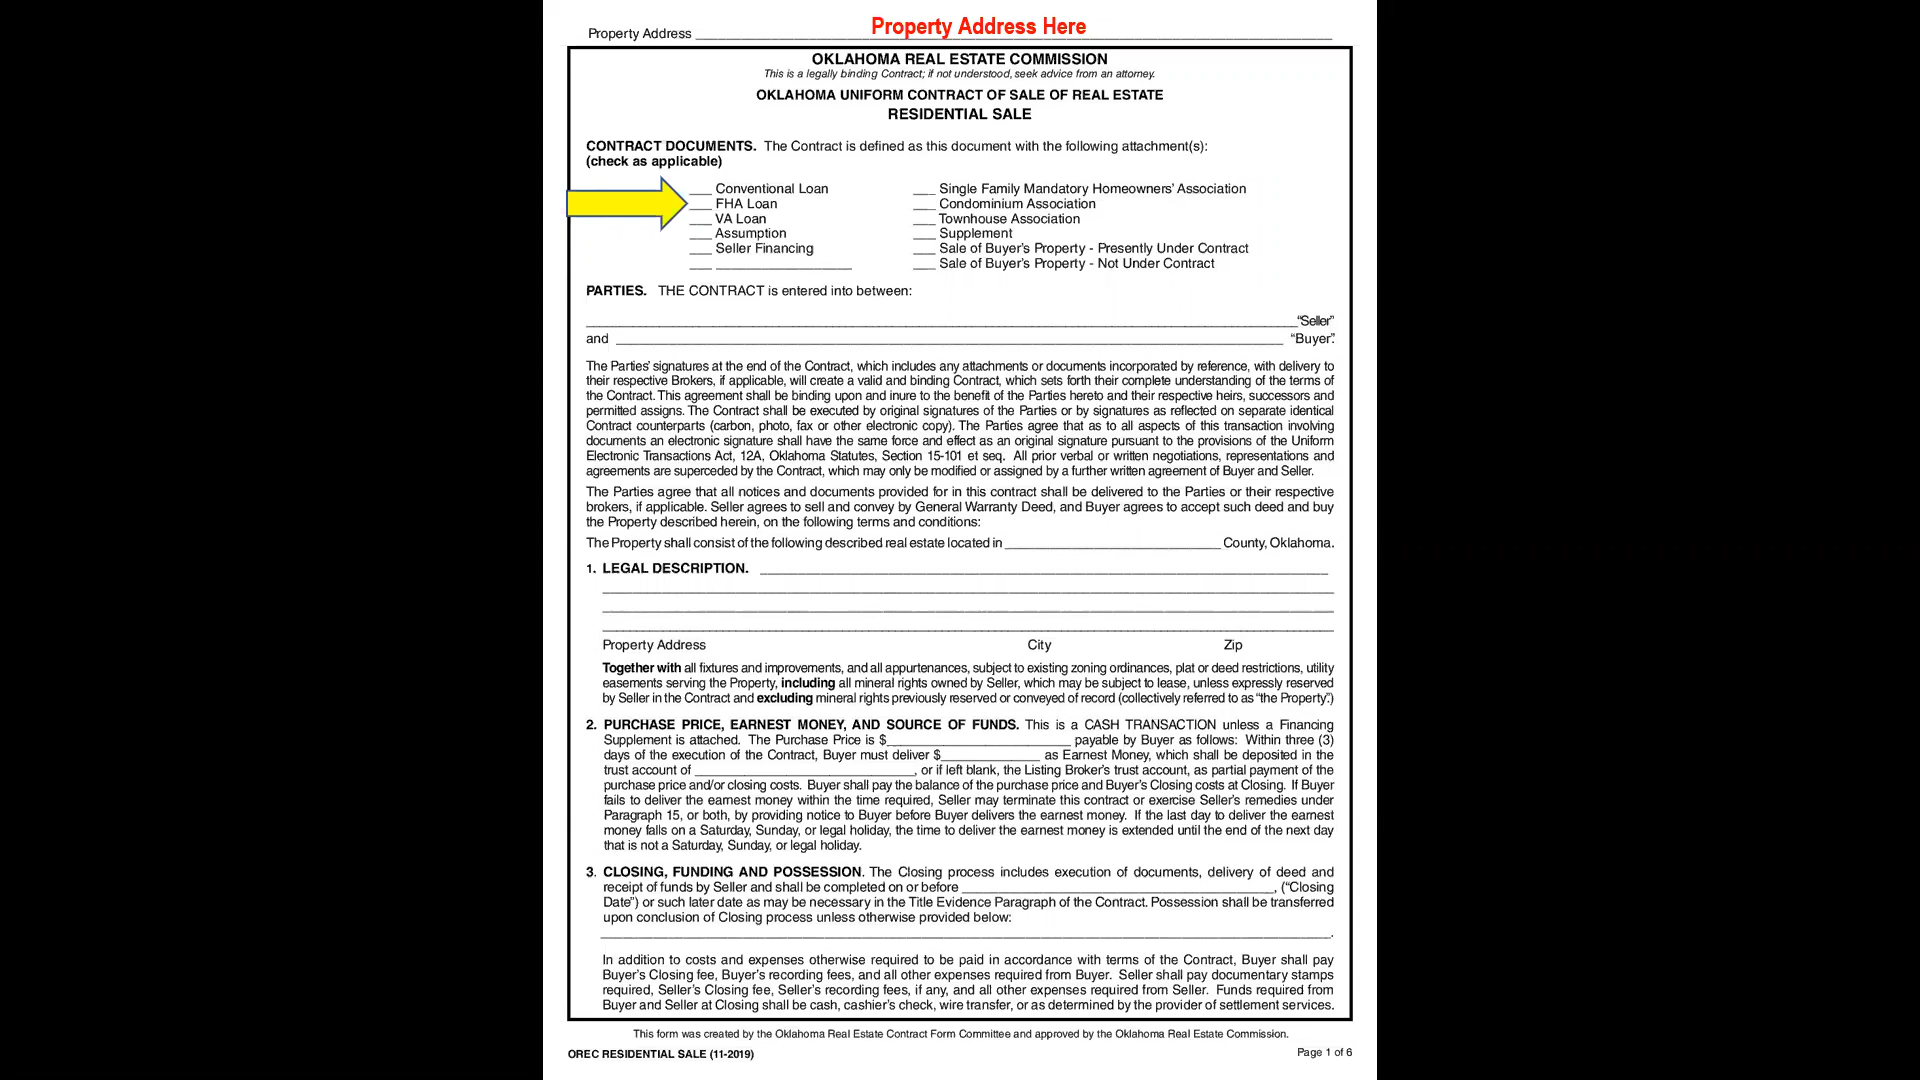 Property Address Here
Property Address ____
OKLAHOMA REAL ESTATE COMMISSION
This is a legally binding Contract; if not understood, seek advice from an attorney.
OKLAHOMA UNIFORM CONTRACT OF SALE OF REAL ESTATE
RESIDENTIAL SALE
CONTRACT DOCUMENTS. The Contract is defined as this document with the following attachment(s):
(check as applicable)
___ Conventional Loan ___ Single Family Mandatory Homeowners' Association
___ FHA Loan ___ Condominium Association
___ VA Loan ___ Townhouse Association
___ Assumption ___ Supplement
___ Seller Financing ___ Sale of Buyer's Property - Presently Under Contract
___ ____ ___ Sale of Buyer's Property - Not Under Contract
PARTIES. THE CONTRACT is entered into between:
____ "Seller"
and ____ "Buyer".
The Parties' signatures at the end of the Contract, which includes any attachments or documents incorporated by reference, with delivery to
their respective Brokers, if applicable, will create a valid and binding Contract, which sets forth their complete understanding of the terms of
the Contract. This agreement shall be binding upon and inure to the benefit of the Parties hereto and their respective heirs, successors and
permitted assigns. The Contract shall be executed by original signatures of the Parties or by signatures as reflected on separate identical
Contract counterparts (carbon, photo, fax or other electronic copy). The Parties agree that as to all aspects of this transaction involving
documents an electronic signature shall have the same force and effect as an original signature pursuant to the provisions of the Uniform
Electronic Transactions Act, 12A, Oklahoma Statutes, Section 15-101 et seq. All prior verbal or written negotiations, representations and
agreements are superceded by the Contract, which may only be modified or assigned by a further written agreement of Buyer and Seller.
The Parties agree that all notices and documents provided for in this contract shall be delivered to the Parties or their respective
brokers, if applicable. Seller agrees to sell and convey by General Warranty Deed, and Buyer agrees to accept such deed and buy
the Property described herein, on the following terms and conditions:
The Property shall consist of the following described real estate located in ____ County, Oklahoma.
1. LEGAL DESCRIPTION. ____
Property Address City Zip
Together with all fixtures and improvements, and all appurtenances, subject to existing zoning ordinances, plat or deed restrictions, utility
easements serving the Property, including all mineral rights owned by Seller, which may be subject to lease, unless expressly reserved
by Seller in the Contract and excluding mineral rights previously reserved or conveyed of record (collectively referred to as "the Property".)
2. PURCHASE PRICE, EARNEST MONEY, AND SOURCE OF FUNDS. This is a CASH TRANSACTION unless a Financing
Supplement is attached. The Purchase Price is $____ payable by Buyer as follows: Within three (3)
days of the execution of the Contract, Buyer must deliver $____ as Earnest Money, which shall be deposited in the
trust account of ____, or if left blank, the Listing Broker's trust account, as partial payment of the
purchase price and/or closing costs. Buyer shall pay the balance of the purchase price and Buyer's Closing costs at Closing. If Buyer
fails to deliver the earnest money within the time required, Seller may terminate this contract or exercise Seller's remedies under
Paragraph 15, or both, by providing notice to Buyer before Buyer delivers the earnest money. If the last day to deliver the earnest
money falls on a Saturday, Sunday, or legal holiday, the time to deliver the earnest money is extended until the end of the next day
that is not a Saturday, Sunday, or legal holiday.
3. CLOSING, FUNDING AND POSSESSION. The Closing process includes execution of documents, delivery of deed and
receipt of funds by Seller and shall be completed on or before ____, ("Closing
Date") or such later date as may be necessary in the Title Evidence Paragraph of the Contract. Possession shall be transferred
upon conclusion of Closing process unless otherwise provided below:
____.
In addition to costs and expenses otherwise required to be paid in accordance with terms of the Contract, Buyer shall pay
Buyer's Closing fee, Buyer's recording fees, and all other expenses required from Buyer. Seller shall pay documentary stamps
required, Seller's Closing fee, Seller's recording fees, if any, and all other expenses required from Seller. Funds required from
Buyer and Seller at Closing shall be cash, cashier's check, wire transfer, or as determined by the provider of settlement services.
This form was created by the Oklahoma Real Estate Contract Form Committee and approved by the Oklahoma Real Estate Commission.
OREC RESIDENTIAL SALE (11-2019) Page 1 of 6